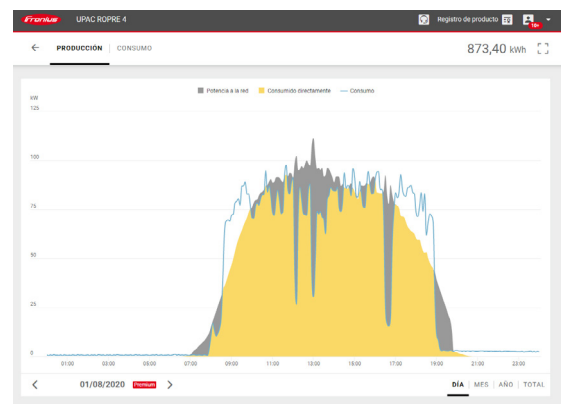 Fronius UPAC ROPRE 4 Registro de producto 10+
← PRODUCCIÓN | CONSUMO 873,40 kWh
Potencia a la red Consumido directamente Consumo
kW
125
100
75
50
25
0
01:00 03:00 05:00 07:00 09:00 11:00 13:00 15:00 17:00 19:00 21:00 23:00
< 01/08/2020 Premium > DÍA | MES | AÑO | TOTAL